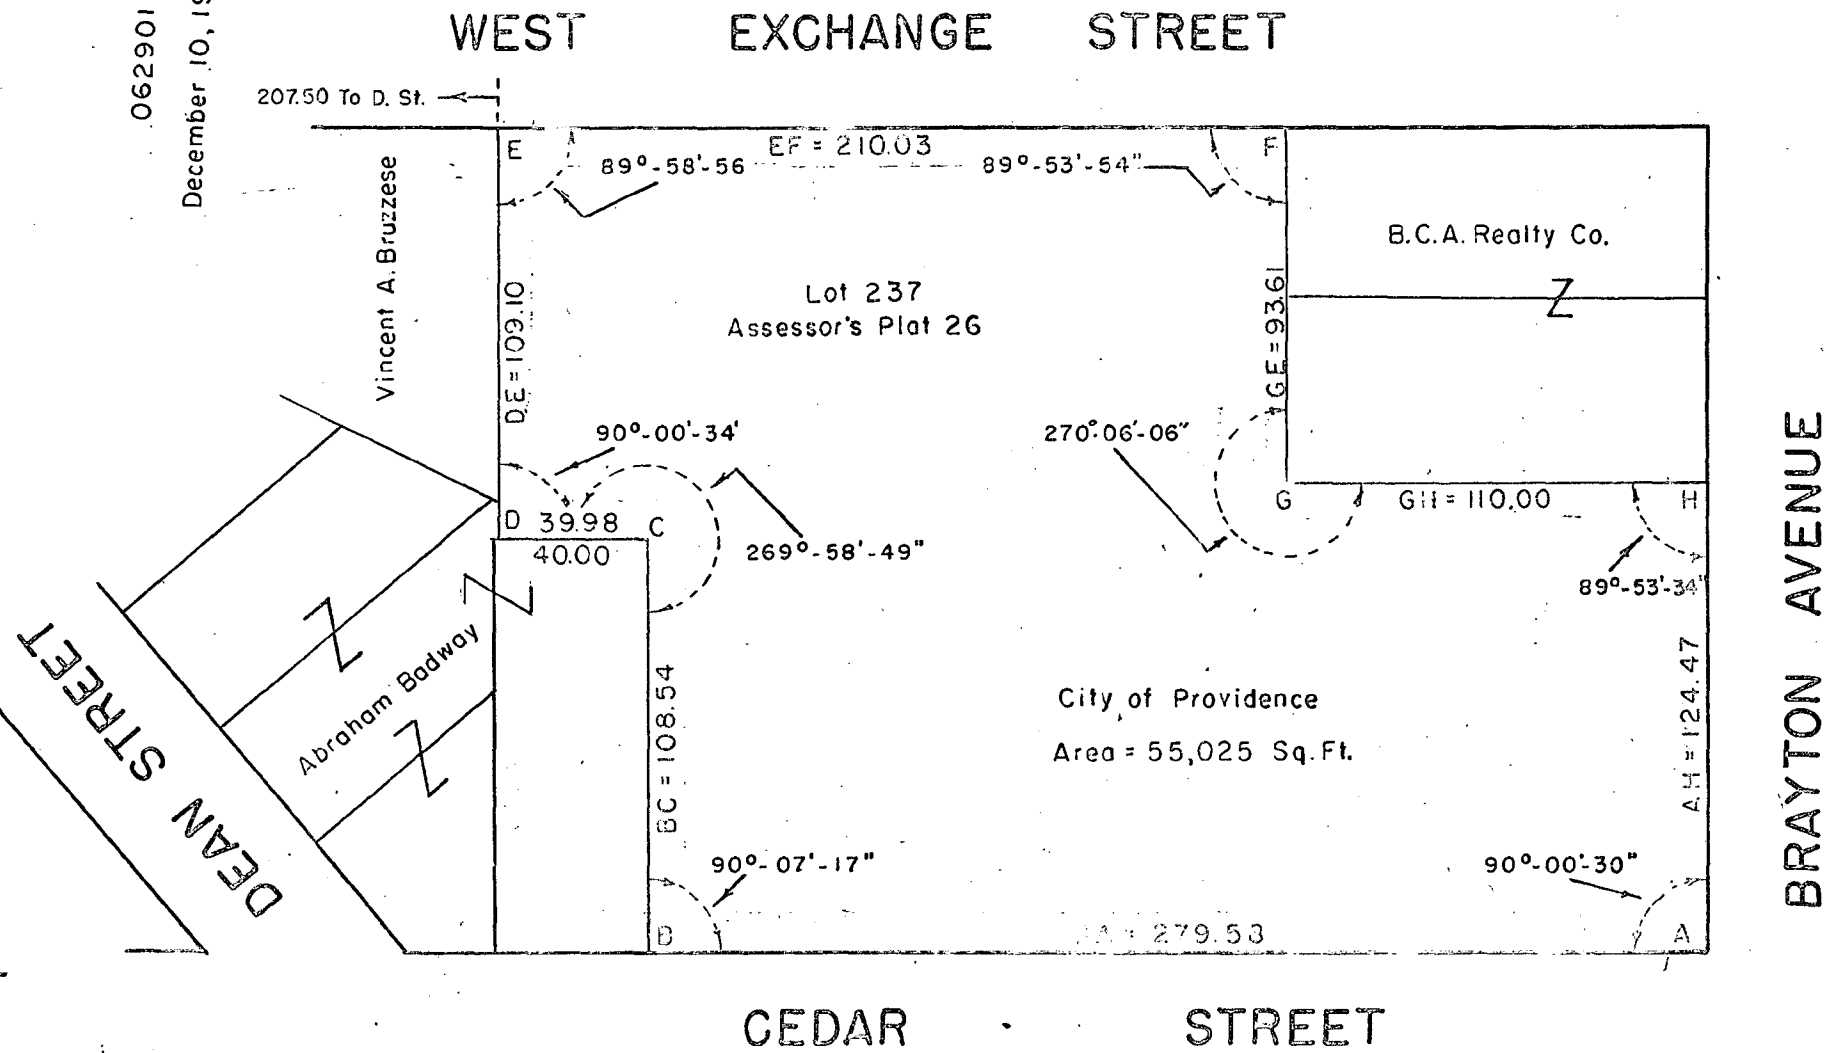 WEST EXCHANGE STREET
.062901
December 10, 19
207.50 To D. St.
E
EF = 210.03
F
89°-58'-56
89°-53'-54"
Vincent A. Bruzzese
B.C.A. Realty Co.
DE = 109.10
Lot 237
Assessor's Plat 26
GE = 93.61
90°-00'-34'
270°-06'-06"
D 39.98 C
40.00
269°-58'-49"
G
GH = 110.00
H
89°-53'-34"
BRAYTON AVENUE
DEAN STREET
Abraham Badway
BC = 108.54
City of Providence
Area = 55,025 Sq. Ft.
AH = 124.47
90°-07'-17"
90°-00'-30"
B
279.53
A
CEDAR STREET